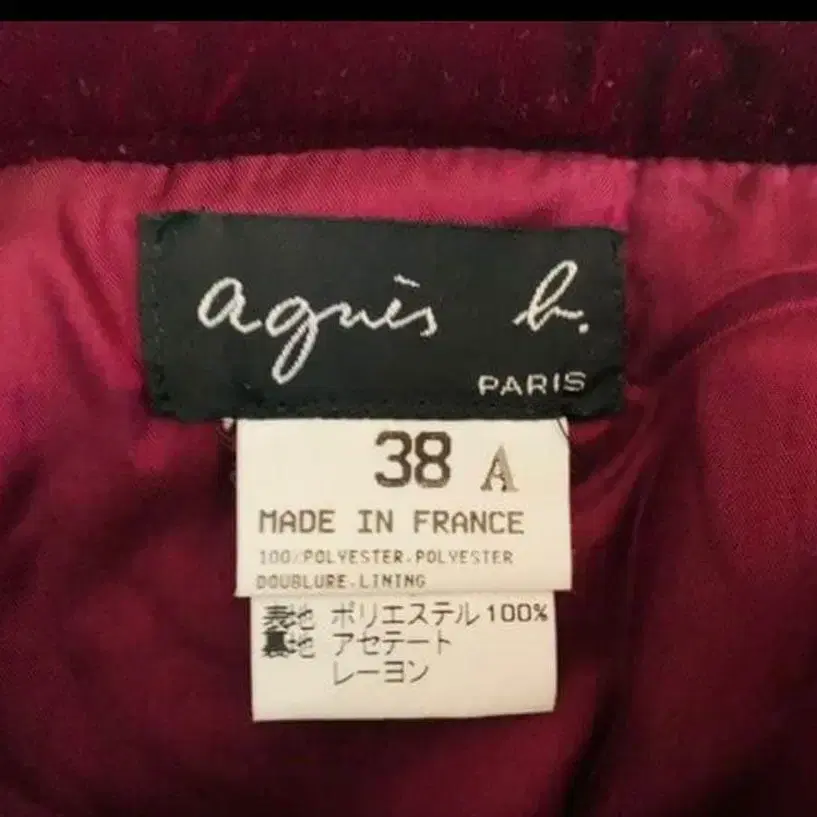 agnès b.
PARIS
38 A
MADE IN FRANCE
100/POLYESTER.POLYESTER
DOUBLURE.LINING
表地 ポリエステル 100%
裏地 アセテート
レーヨン